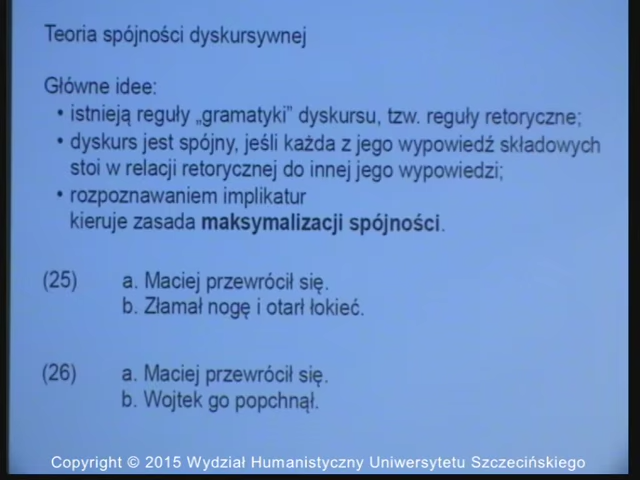 Teoria spójności dyskursywnej
Główne idee:
• istnieją reguły „gramatyki” dyskursu, tzw. reguły retoryczne;
• dyskurs jest spójny, jeśli każda z jego wypowiedź składowych
stoi w relacji retorycznej do innej jego wypowiedzi;
• rozpoznawaniem implikatur
kieruje zasada maksymalizacji spójności.
(25) a. Maciej przewrócił się.
b. Złamał nogę i otarł łokieć.
(26) a. Maciej przewrócił się.
b. Wojtek go popchnął.
Copyright © 2015 Wydział Humanistyczny Uniwersytetu Szczecińskiego